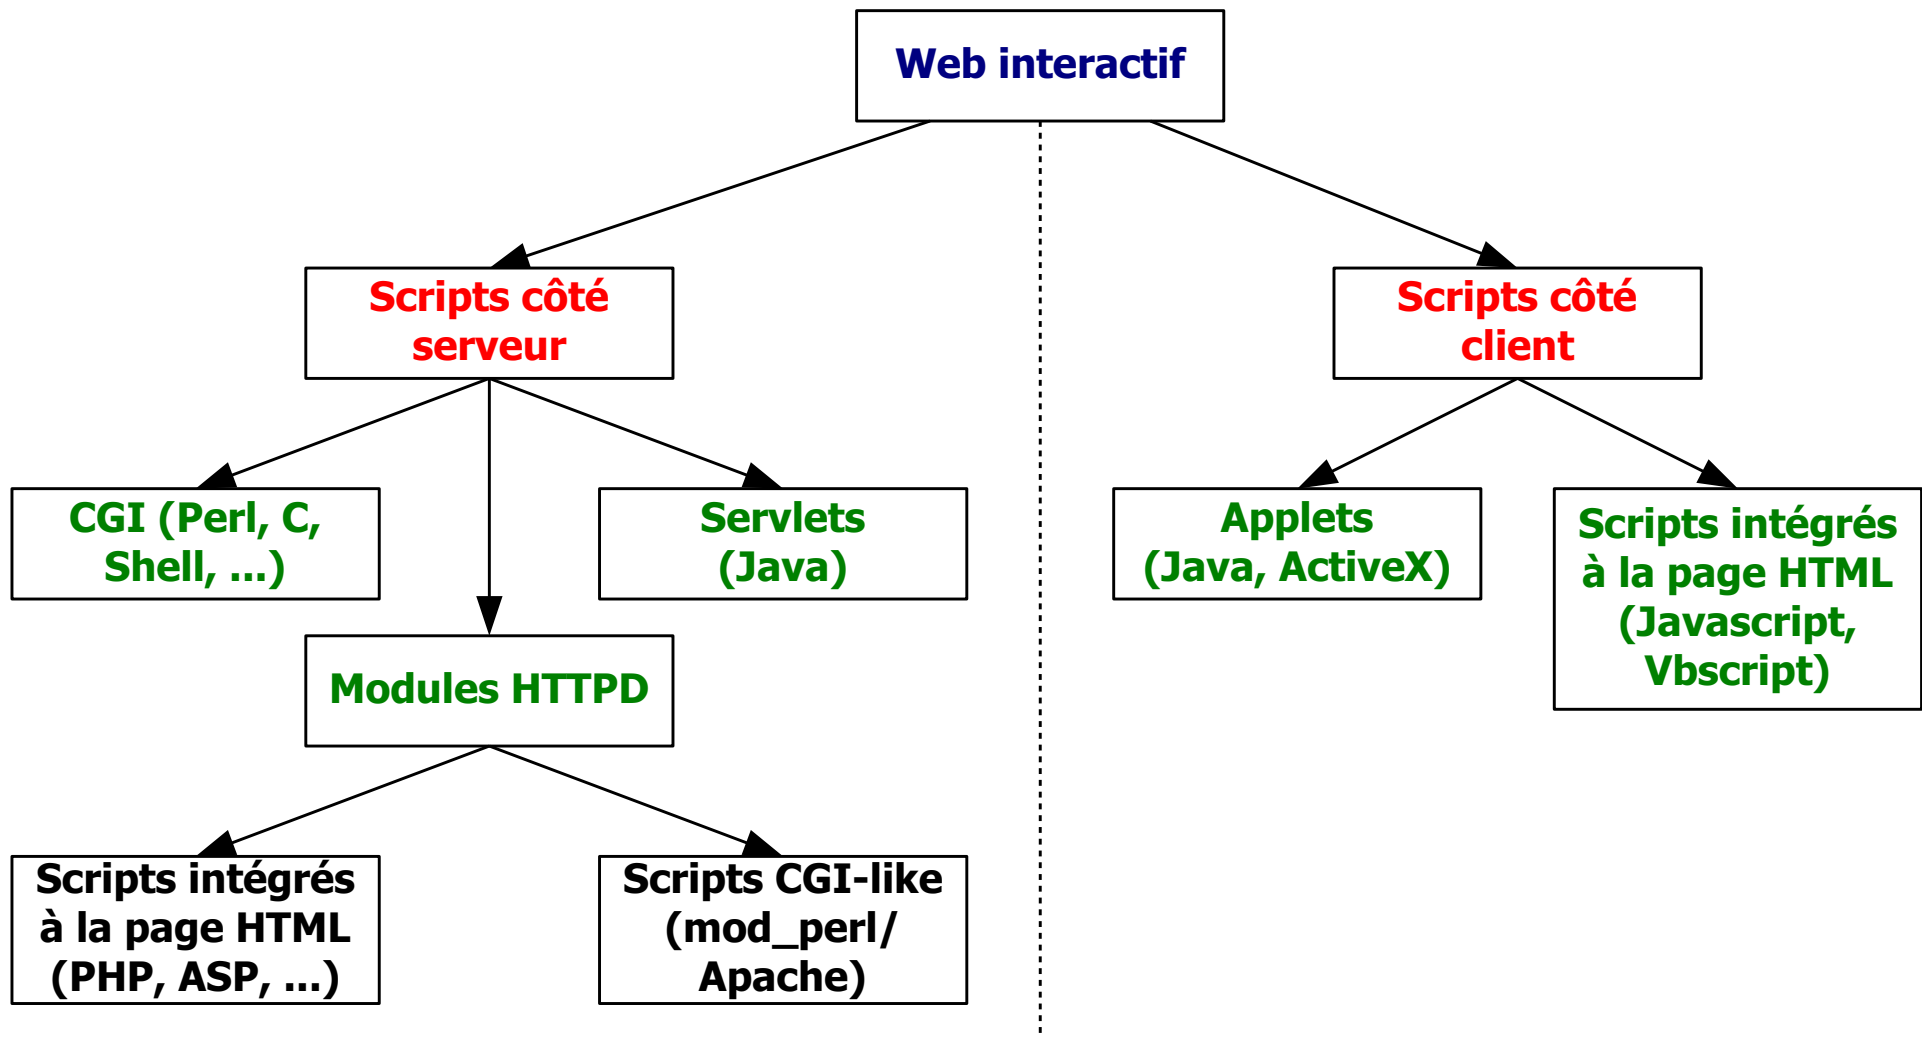 Web interactif
Scripts côté
serveur
Scripts côté
client
CGI (Perl, C,
Shell, ...)
Servlets
(Java)
Applets
(Java, ActiveX)
Scripts intégrés
à la page HTML
(Javascript,
Vbscript)
Modules HTTPD
Scripts intégrés
à la page HTML
(PHP, ASP, ...)
Scripts CGI-like
(mod_perl/
Apache)